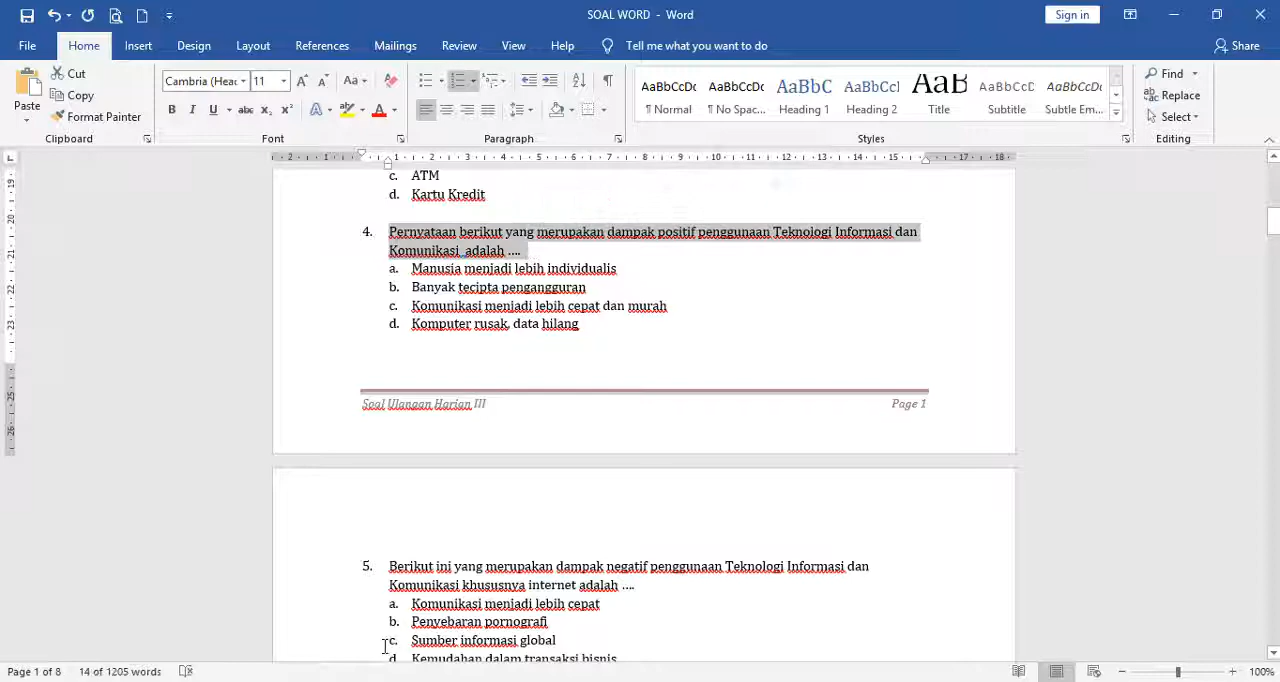 SOAL WORD - Word
Sign in
File Home Insert Design Layout References Mailings Review View Help Tell me what you want to do Share
Paste Cut Copy Format Painter
Cambria (Head 11
AaBbCcDc AaBbCcDc AaBbC AaBbCcI AaB AaBbCcD AaBbCcDc
¶ Normal ¶ No Spac... Heading 1 Heading 2 Title Subtitle Subtle Em...
Find
Replace
Select
Clipboard Font Paragraph Styles Editing
c. ATM
d. Kartu Kredit
4. Pernyataan berikut yang merupakan dampak positif penggunaan Teknologi Informasi dan
Komunikasi adalah ....
a. Manusia menjadi lebih individualis
b. Banyak tecipta pengangguran
c. Komunikasi menjadi lebih cepat dan murah
d. Komputer rusak, data hilang
Soal Ulangan Harian III Page 1
5. Berikut ini yang merupakan dampak negatif penggunaan Teknologi Informasi dan
Komunikasi khususnya internet adalah ....
a. Komunikasi menjadi lebih cepat
b. Penyebaran pornografi
c. Sumber informasi global
d. Kemudahan dalam transaksi bisnis
Page 1 of 8 14 of 1205 words 100%